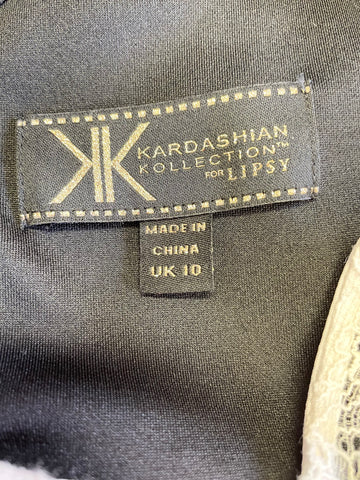 KK
KARDASHIAN
KOLLECTION™
FOR LIPSY
MADE IN
CHINA
UK 10